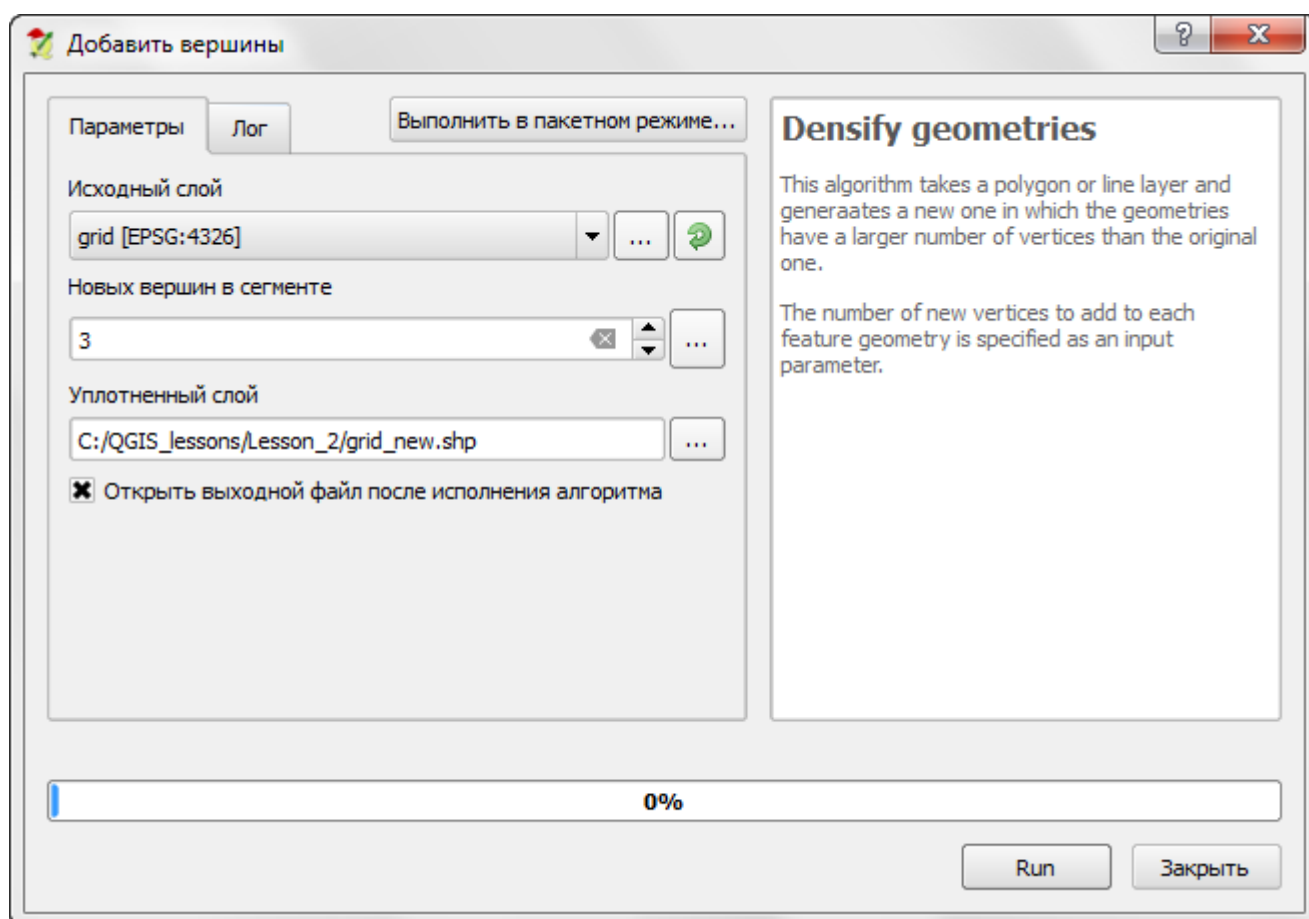 Добавить вершины
Параметры
Лог
Выполнить в пакетном режиме...
Исходный слой
grid [EPSG:4326]
...
Новых вершин в сегменте
3
...
Уплотненный слой
C:/QGIS_lessons/Lesson_2/grid_new.shp
...
Открыть выходной файл после исполнения алгоритма
Densify geometries
This algorithm takes a polygon or line layer and
generaates a new one in which the geometries
have a larger number of vertices than the original
one.
The number of new vertices to add to each
feature geometry is specified as an input
parameter.
0%
Run
Закрыть